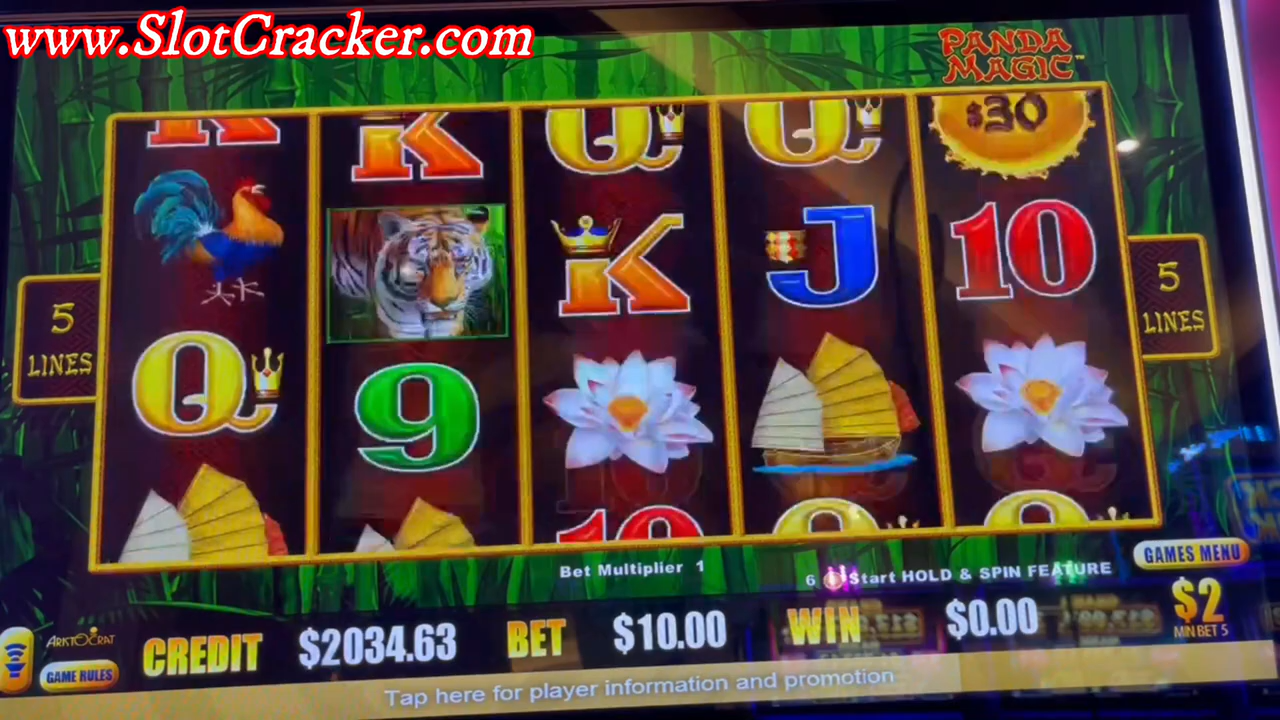 www.SlotCracker.com
PANDA
MAGIC™
K
K
Q
Q
$30
K
J
10
5
LINES
5
LINES
Q
9
10
Q
Q
Bet Multiplier 1
6 Start HOLD & SPIN FEATURE
GAMES MENU
ARISTOCRAT
GAME RULES
CREDIT $2034.63 BET $10.00 WIN $0.00
$2
MIN BET 5
Tap here for player information and promotion